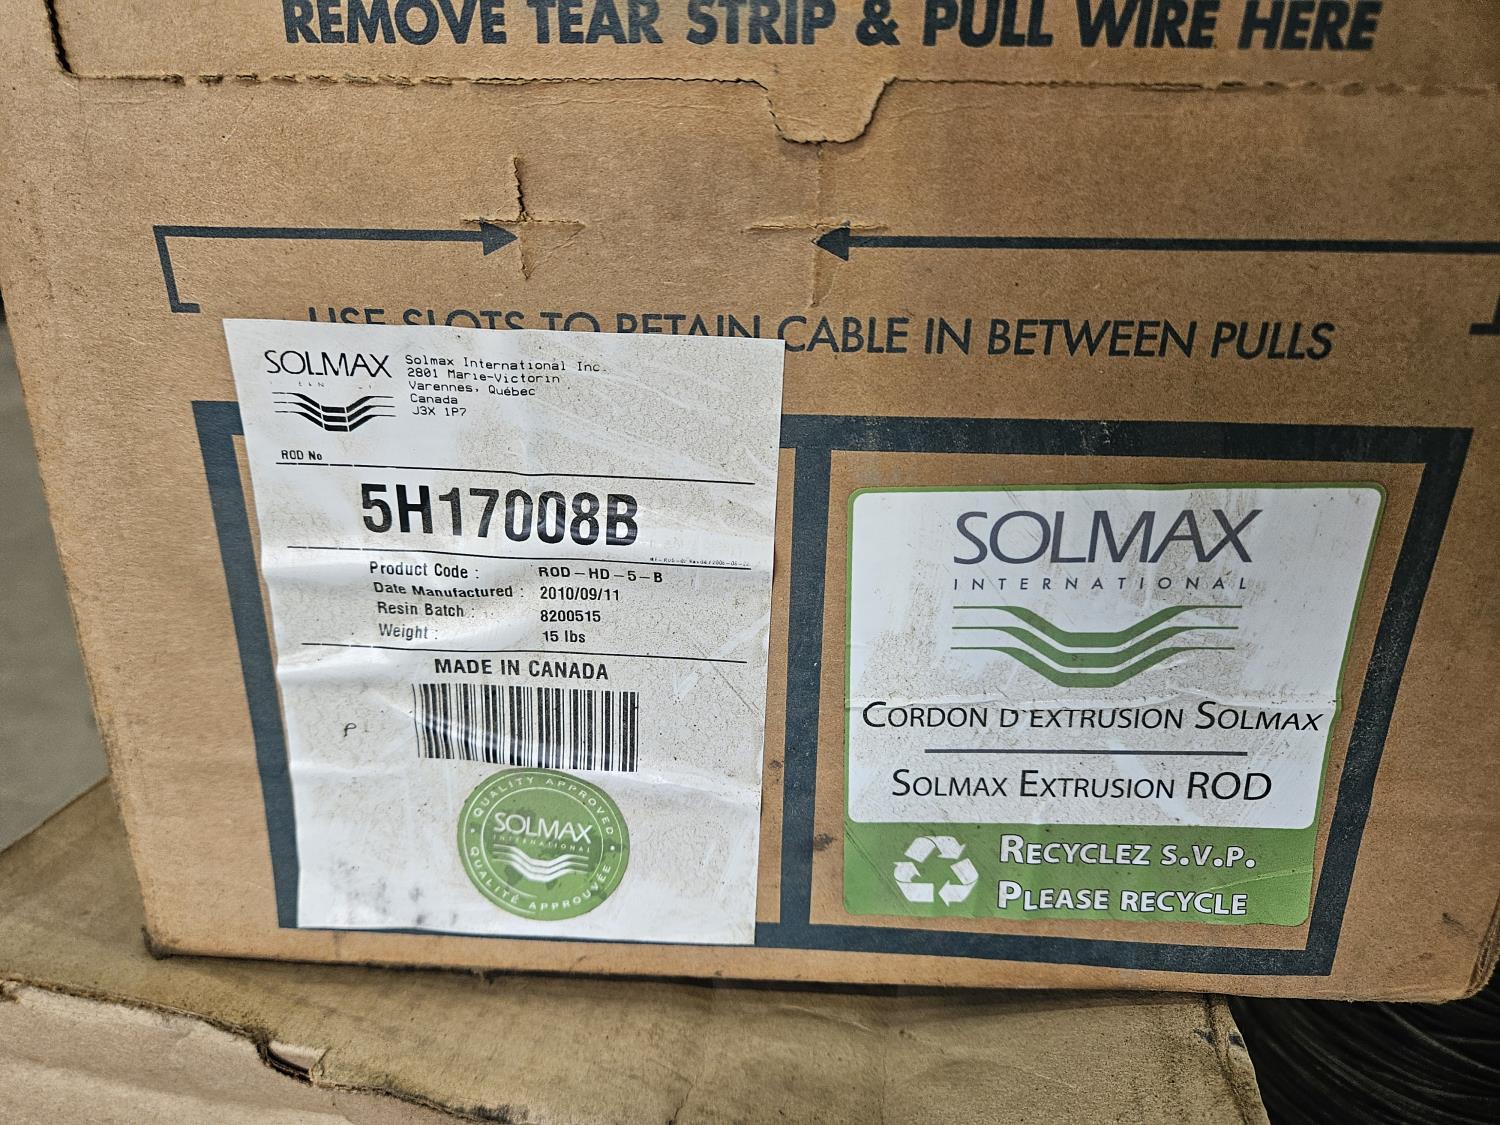 REMOVE TEAR STRIP & PULL WIRE HERE
USE SLOTS TO RETAIN CABLE IN BETWEEN PULLS
SOLMAX
Solmax International Inc.
2801 Marie-Victorin
Varennes, Québec
Canada
J3X 1P7
ROD No
5H17008B
Product Code : ROD-HD-5-B
Date Manufactured : 2010/09/11
Resin Batch : 8200515
Weight : 15 lbs
MADE IN CANADA
QUALITY APPROVED
SOLMAX
INTERNATIONAL
QUALITÉ APPROUVÉE
SOLMAX
INTERNATIONAL
CORDON D'EXTRUSION SOLMAX
SOLMAX EXTRUSION ROD
RECYCLEZ S.V.P.
PLEASE RECYCLE